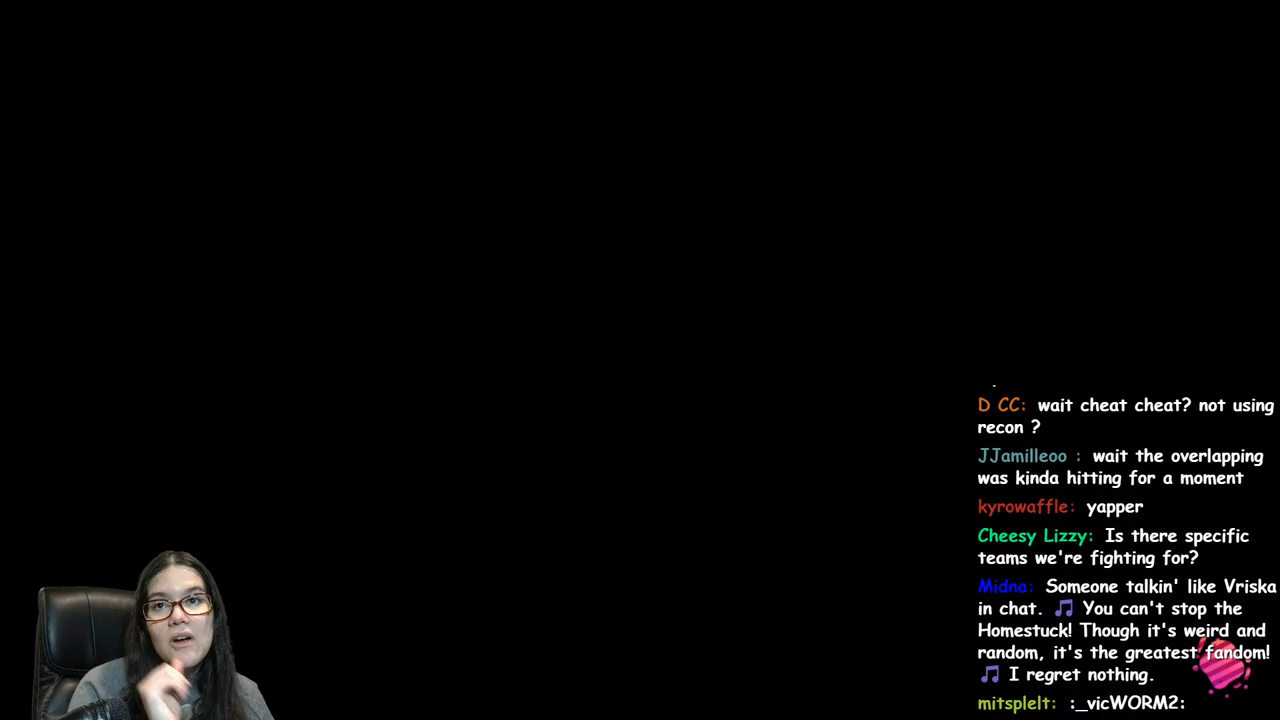 D CC: wait cheat cheat? not using
recon ?
JJamilleoo : wait the overlapping
was kinda hitting for a moment
kyrowaffle: yapper
Cheesy Lizzy: Is there specific
teams we're fighting for?
Midna: Someone talkin' like Vriska
in chat. 🎵 You can't stop the
Homestuck! Though it's weird and
random, it's the greatest fandom!
🎵 I regret nothing.
mitsplelt: :_vicWORM2: